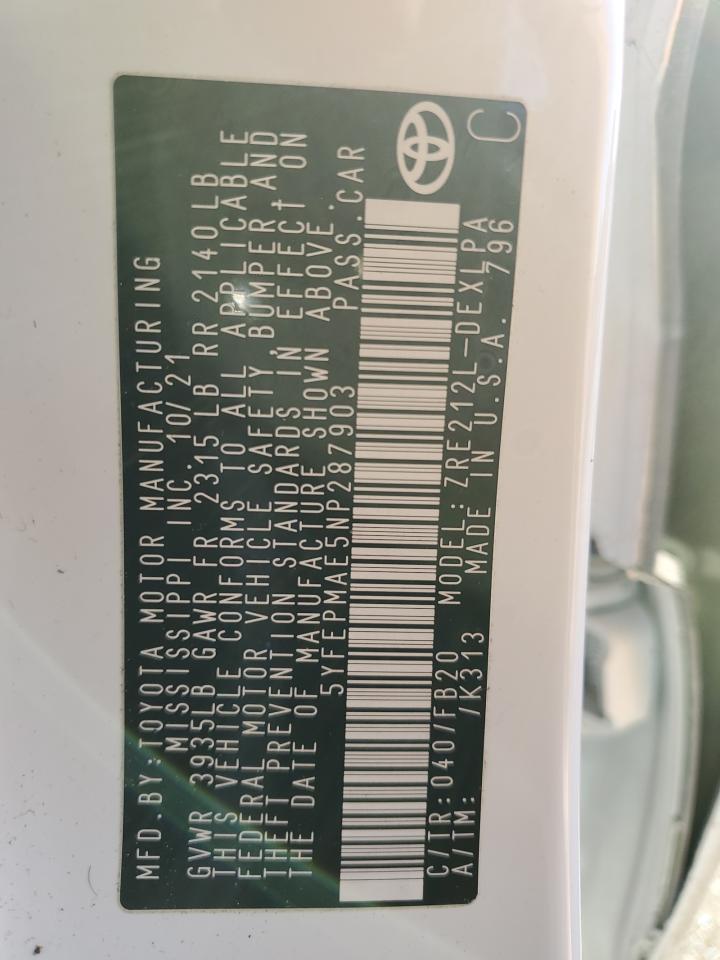 MFD.BY:TOYOTA MOTOR MANUFACTURING
MISSISSIPPI INC. 10/21
GVWR 3935LB GAWR FR 2315LB RR 2140LB
THIS VEHICLE CONFORMS TO ALL APPLICABLE
FEDERAL MOTOR VEHICLE SAFETY, BUMPER AND
THEFT PREVENTION STANDARDS IN EFFECT ON
THE DATE OF MANUFACTURE SHOWN ABOVE.
5YFEPMAE5NP287903 PASS.CAR
C/TR:040/FB20 MODEL:ZRE212L-DEXLPA
A/TM: /K313 MADE IN U.S.A. 796 C